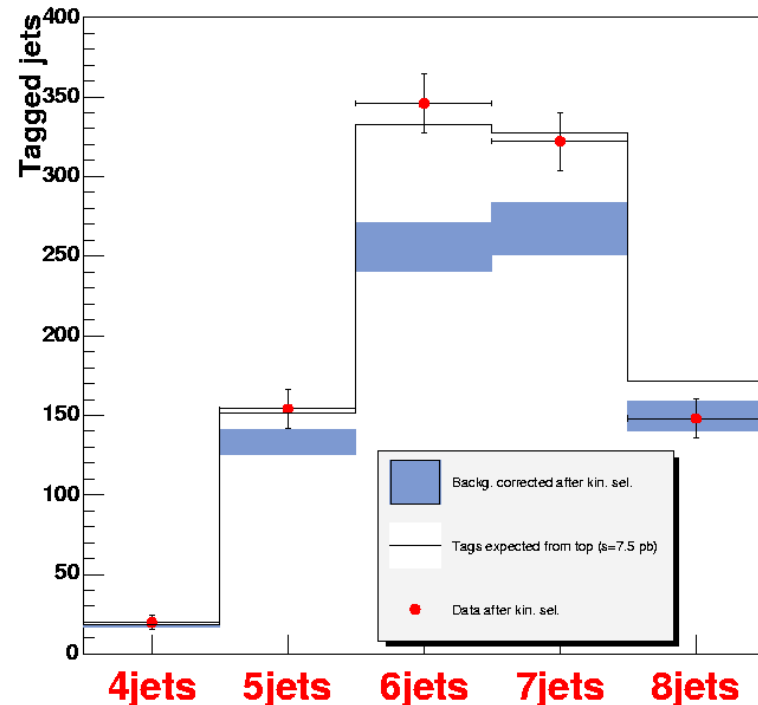 Tagged jets
400
350
300
250
200
150
100
50
0
Backg. corrected after kin. sel.
Tags expected from top (s=7.5 pb)
Data after kin. sel.
4jets 5jets 6jets 7jets 8jets